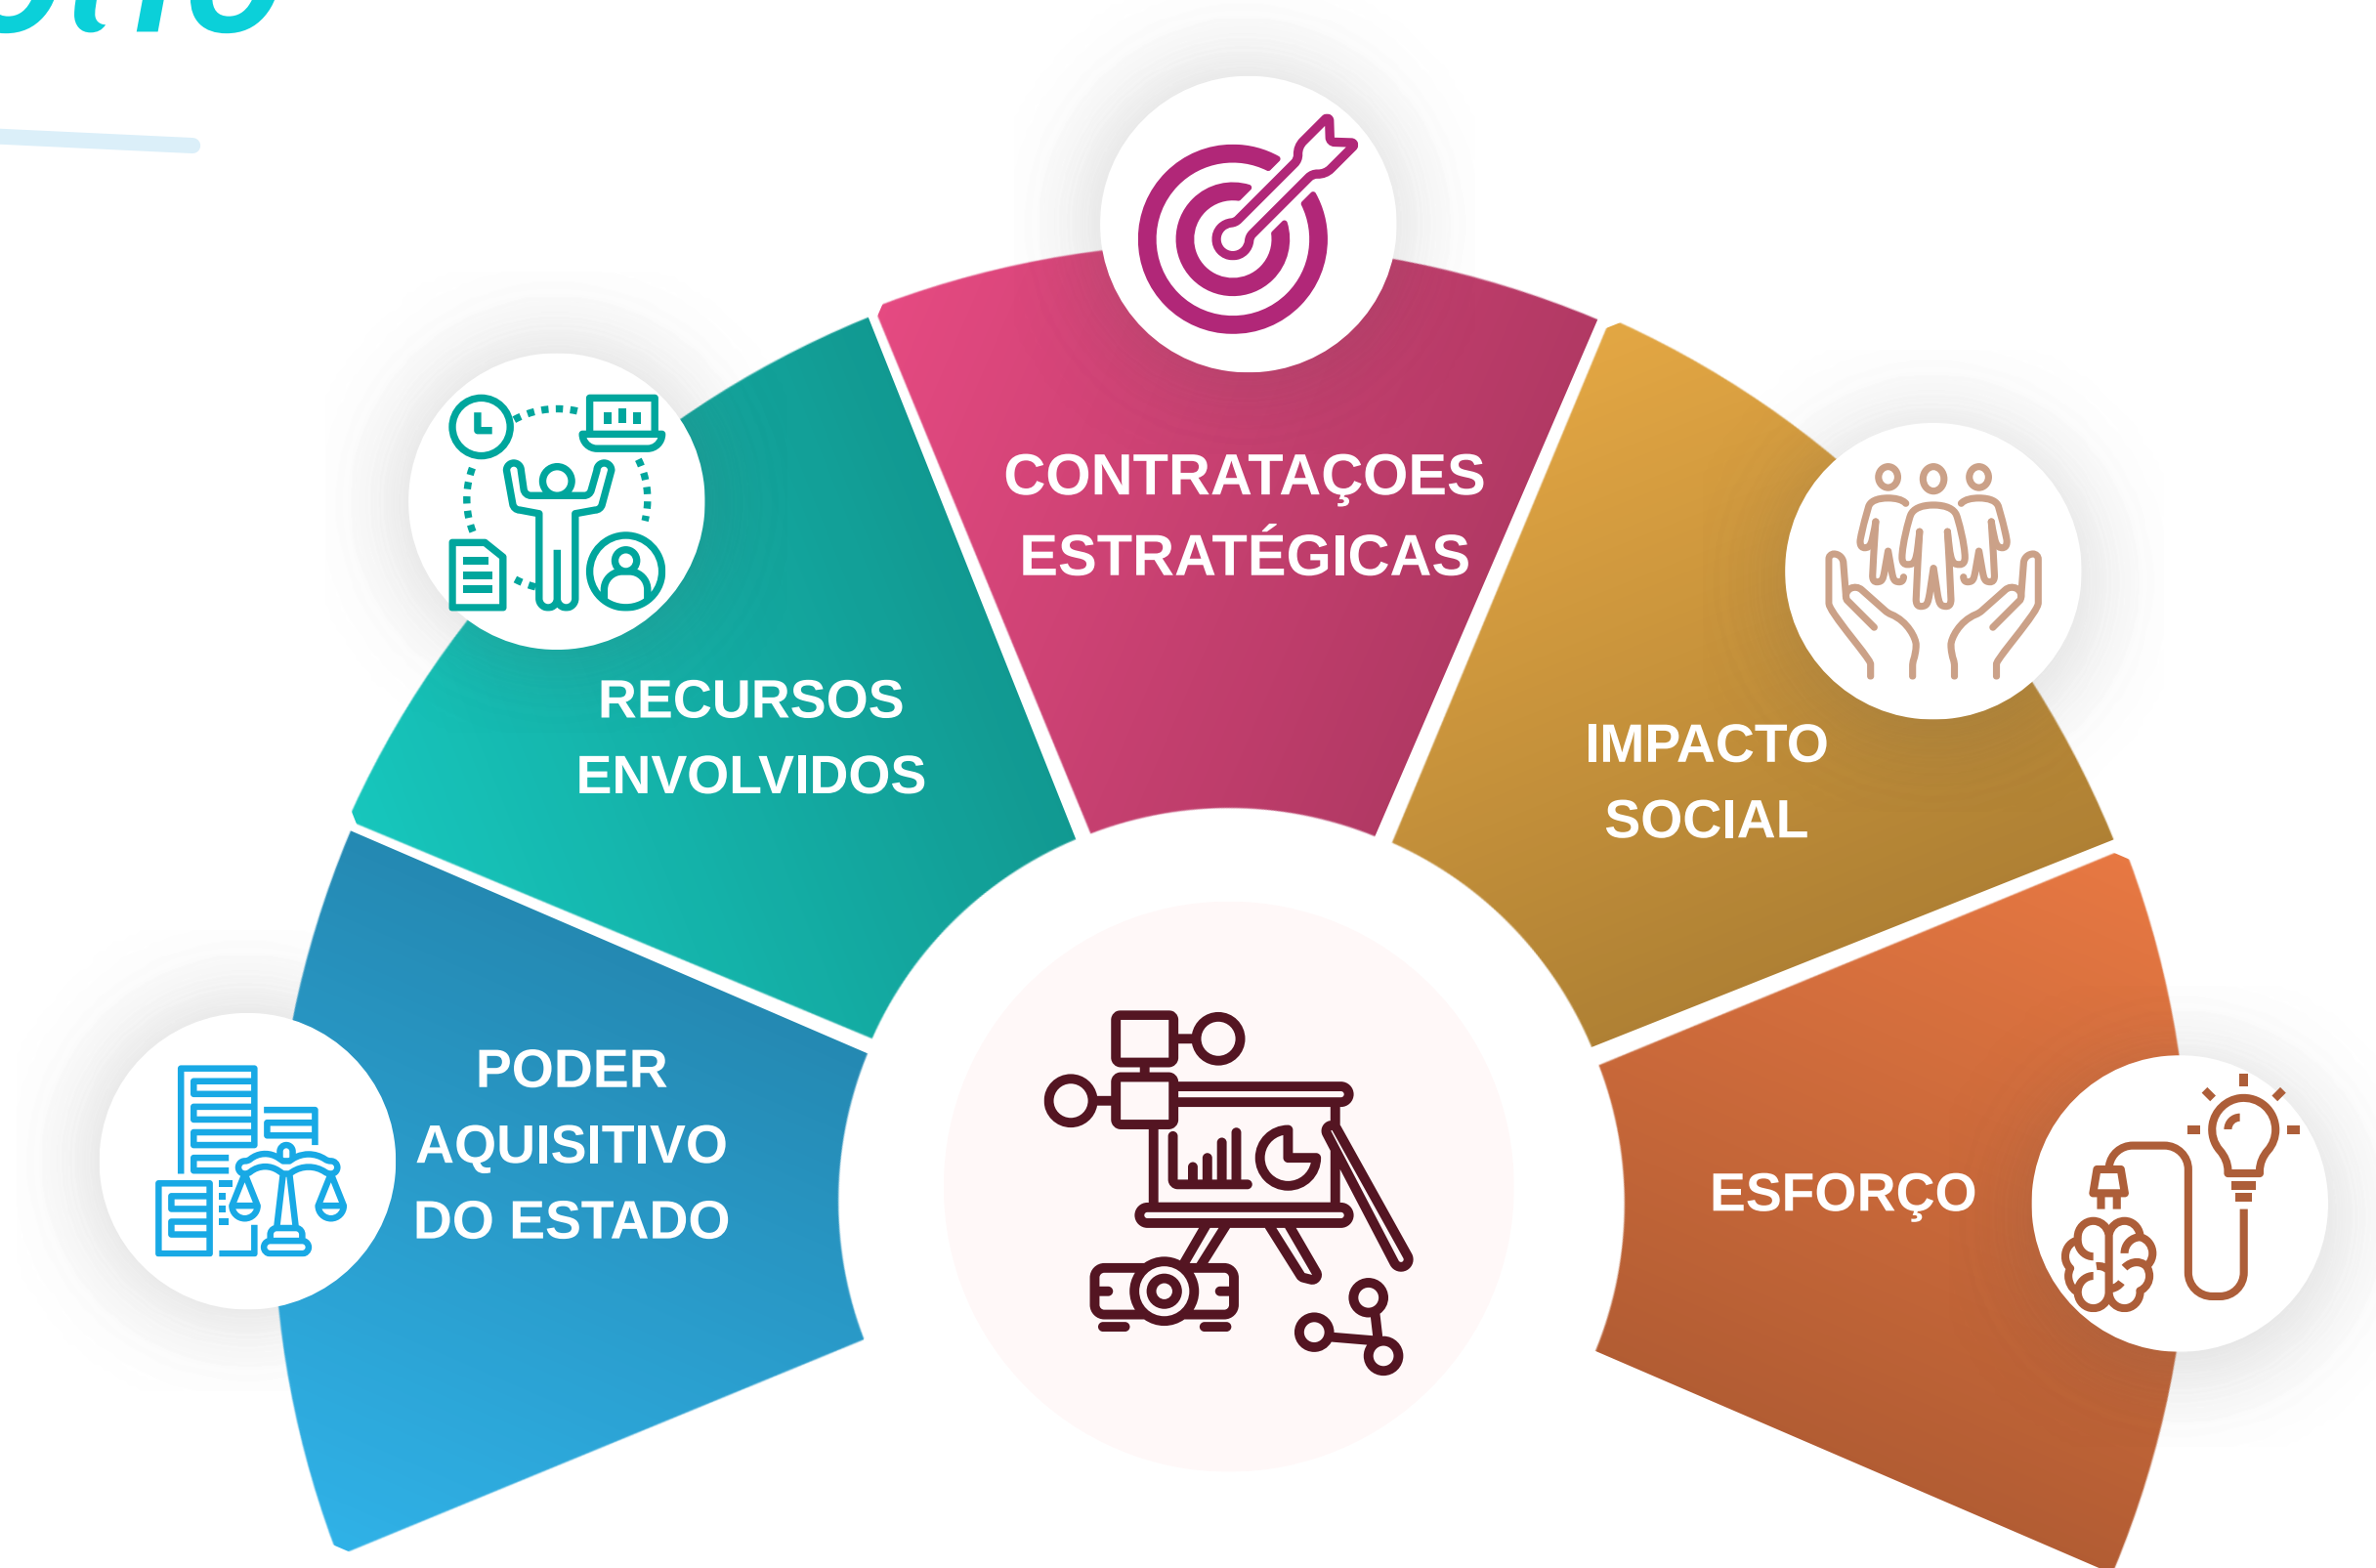 PODER
AQUISITIVO
DO ESTADO
RECURSOS
ENVOLVIDOS
CONTRATAÇOES
ESTRATÉGICAS
IMPACTO
SOCIAL
ESFORÇO